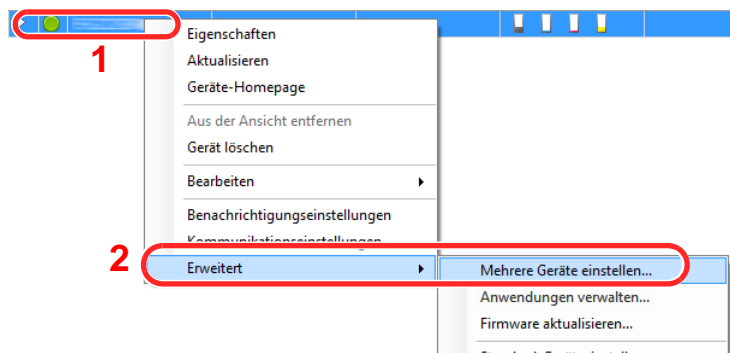 1
Eigenschaften
Aktualisieren
Geräte-Homepage
Aus der Ansicht entfernen
Gerät löschen
Bearbeiten
Benachrichtigungseinstellungen
Kommunikationseinstellungen
2
Erweitert
Mehrere Geräte einstellen...
Anwendungen verwalten...
Firmware aktualisieren...